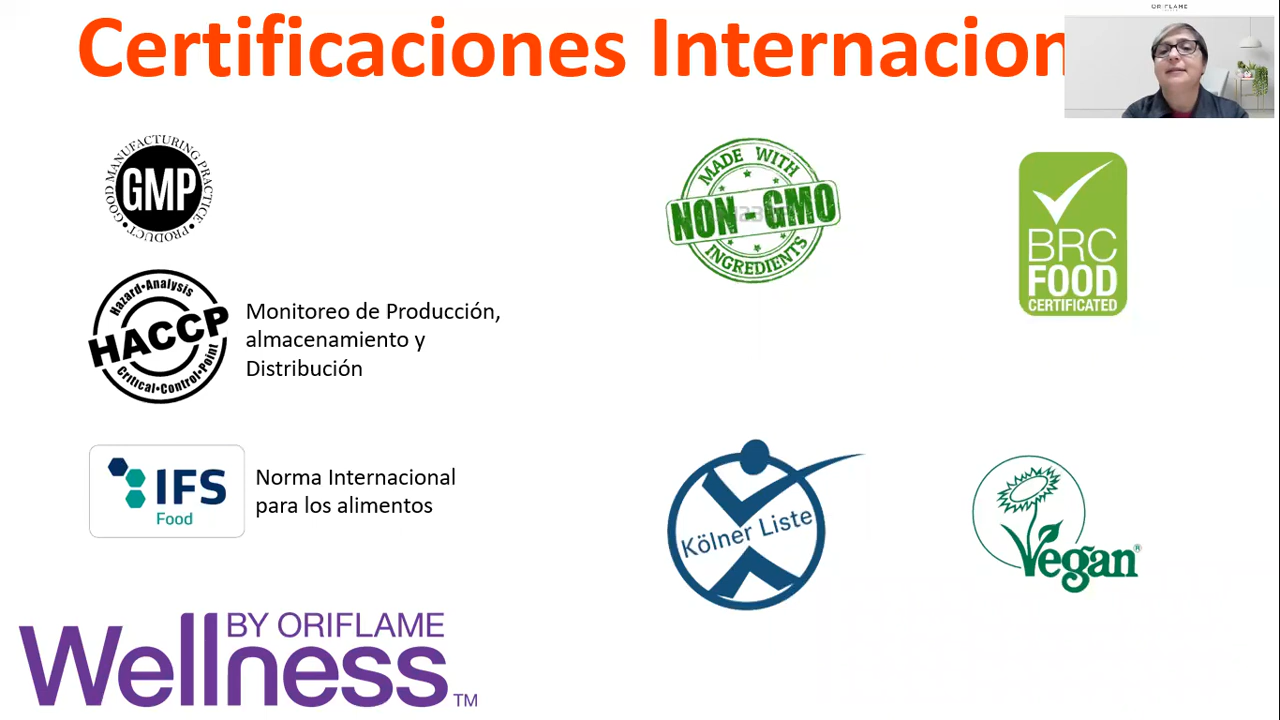 ORIFLAME
Certificaciones Internacion
GOOD MANUFACTURING PRACTICE
GMP
PRODUCT
MADE WITH
NON-GMO
INGREDIENTS
BRC
FOOD
CERTIFICATED
Hazard•Analysis
HACCP
Critical•Control•Point
Monitoreo de Producción,
almacenamiento y
Distribución
IFS
Food
Norma Internacional
para los alimentos
Kölner Liste
Vegan®
BY ORIFLAME
Wellness™